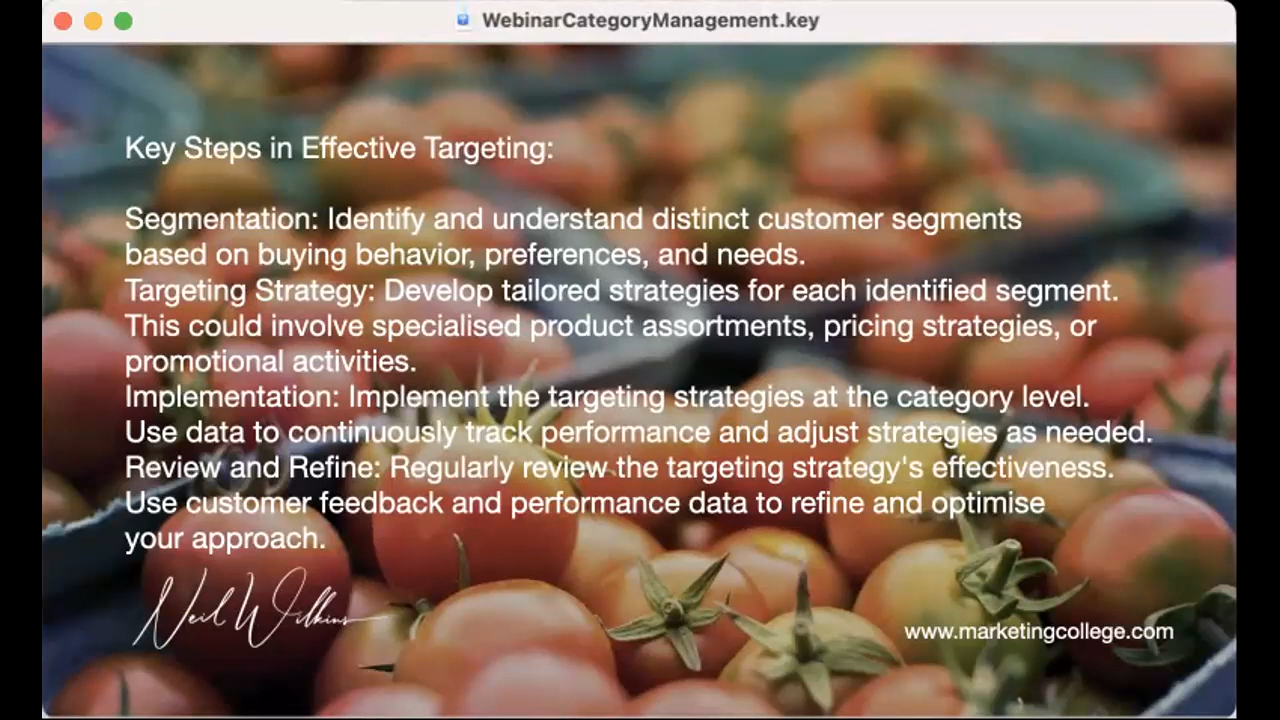 WebinarCategoryManagement.key
Key Steps in Effective Targeting:
Segmentation: Identify and understand distinct customer segments
based on buying behavior, preferences, and needs.
Targeting Strategy: Develop tailored strategies for each identified segment.
This could involve specialised product assortments, pricing strategies, or
promotional activities.
Implementation: Implement the targeting strategies at the category level.
Use data to continuously track performance and adjust strategies as needed.
Review and Refine: Regularly review the targeting strategy's effectiveness.
Use customer feedback and performance data to refine and optimise
your approach.
Neil Wilkins
www.marketingcollege.com